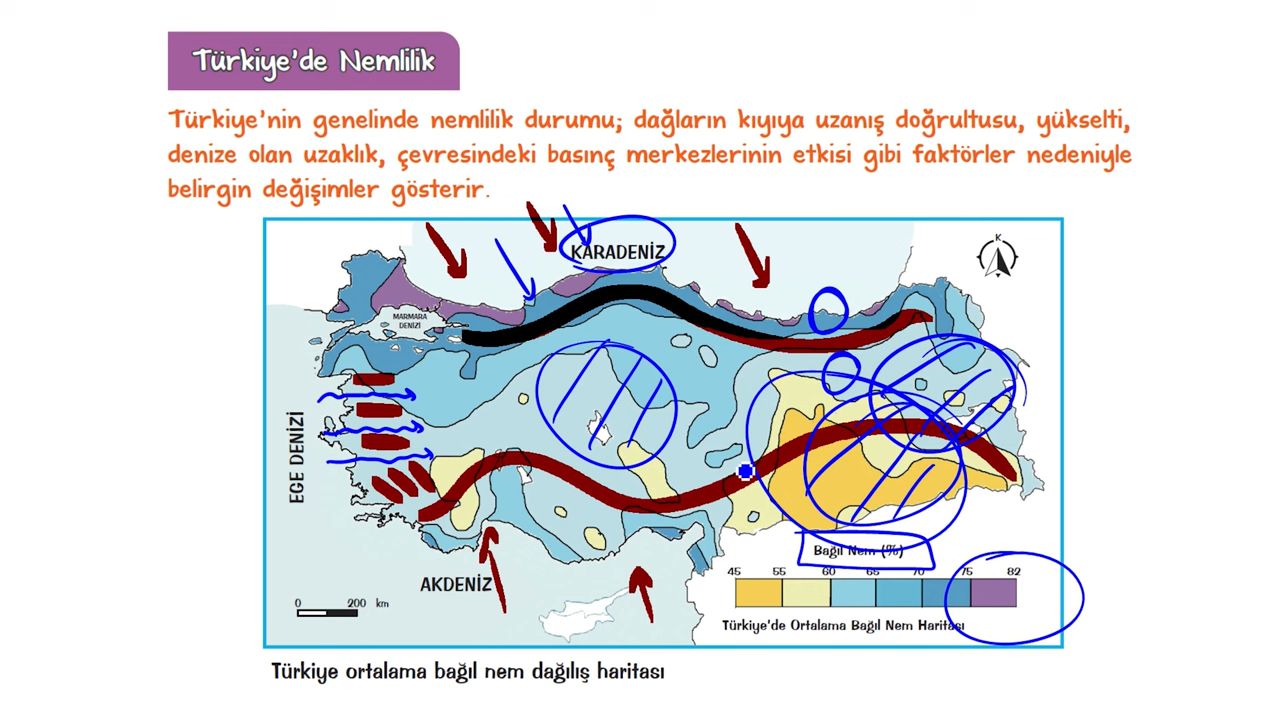 Türkiye'de Nemlilik
Türkiye'nin genelinde nemlilik durumu; dağların kıyıya uzanış doğrultusu, yükselti,
denize olan uzaklık, çevresindeki basınç merkezlerinin etkisi gibi faktörler nedeniyle
belirgin değişimler gösterir.
KARADENİZ
K
MARMARA
DENİZİ
EGE DENİZİ
AKDENİZ
Bağıl Nem (%)
45 55 60 65 70 75 82
0 200 km
Türkiye'de Ortalama Bağıl Nem Haritası
Türkiye ortalama bağıl nem dağılış haritası